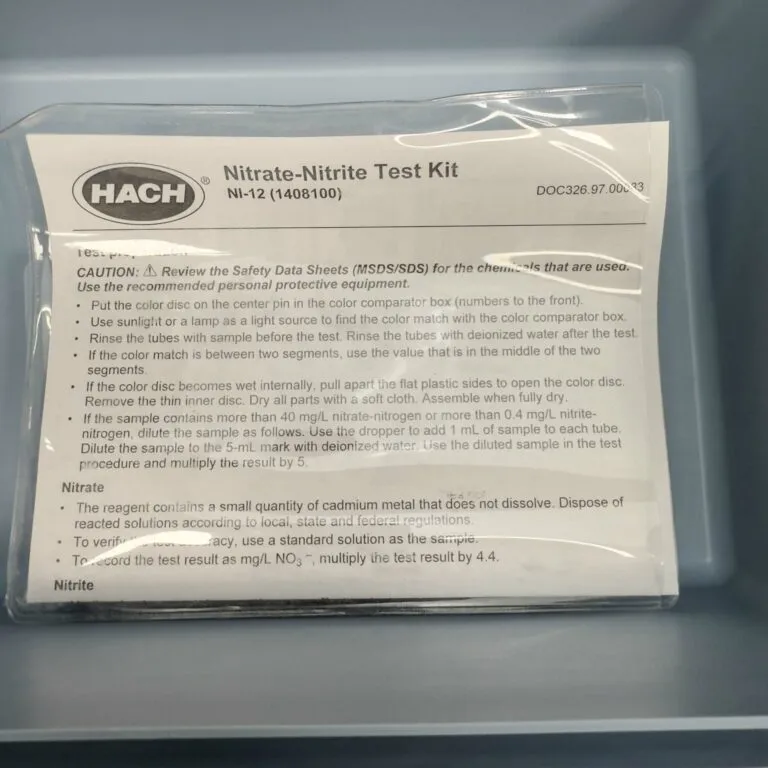 HACH®
Nitrate-Nitrite Test Kit
NI-12 (1408100)
DOC326.97.00033
Test preparation
CAUTION: ⚠ Review the Safety Data Sheets (MSDS/SDS) for the chemicals that are used.
Use the recommended personal protective equipment.
• Put the color disc on the center pin in the color comparator box (numbers to the front).
• Use sunlight or a lamp as a light source to find the color match with the color comparator box.
• Rinse the tubes with sample before the test. Rinse the tubes with deionized water after the test.
• If the color match is between two segments, use the value that is in the middle of the two
segments.
• If the color disc becomes wet internally, pull apart the flat plastic sides to open the color disc.
Remove the thin inner disc. Dry all parts with a soft cloth. Assemble when fully dry.
• If the sample contains more than 40 mg/L nitrate-nitrogen or more than 0.4 mg/L nitrite-
nitrogen, dilute the sample as follows. Use the dropper to add 1 mL of sample to each tube.
Dilute the sample to the 5-mL mark with deionized water. Use the diluted sample in the test
procedure and multiply the result by 5.
Nitrate
• The reagent contains a small quantity of cadmium metal that does not dissolve. Dispose of
reacted solutions according to local, state and federal regulations.
• To verify the test accuracy, use a standard solution as the sample.
• To record the test result as mg/L NO₃⁻, multiply the test result by 4.4.
Nitrite